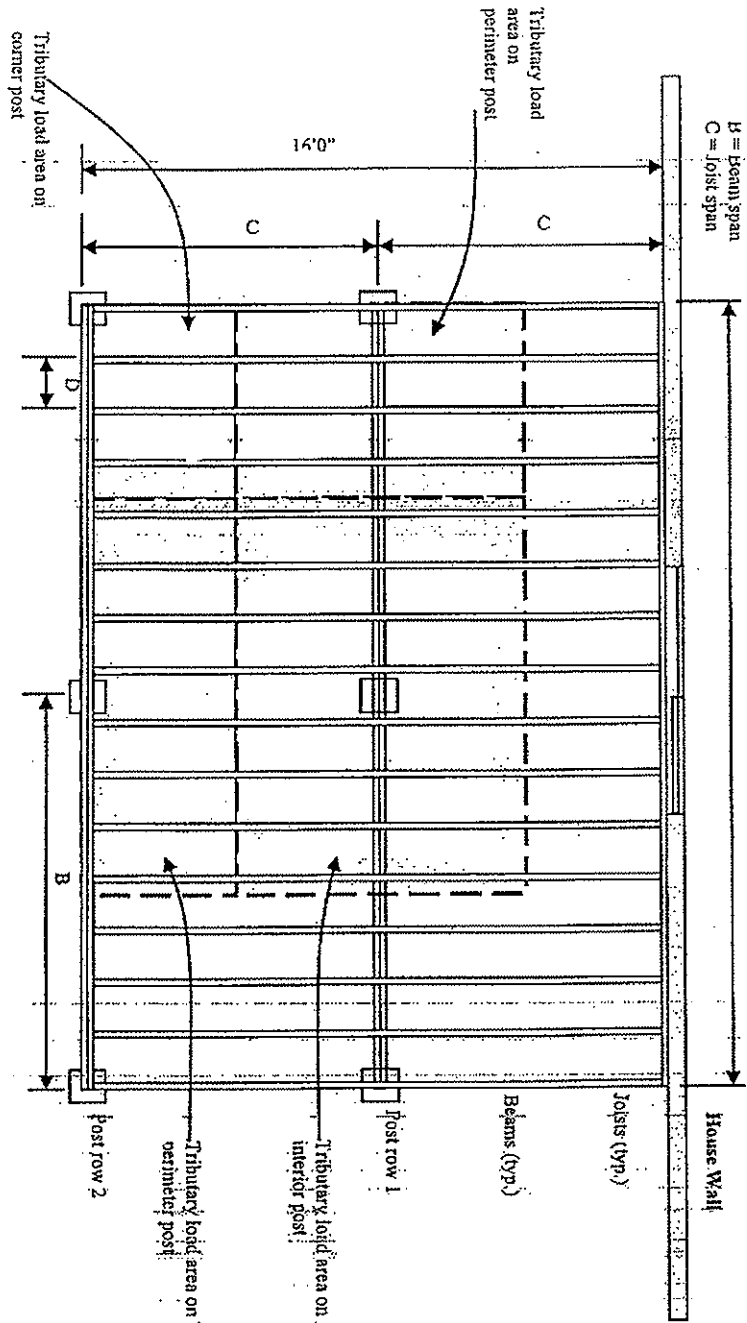 B = Beam span
C = Joist span
Tributary load
area on
perimeter post
Tributary load area on
corner post
16'.0"
C
C
D
B
House Wall
Joists (typ.)
Beams (typ.)
Post row 1
Tributary load area on
interior post
Tributary load area on
perimeter post
Post row 2